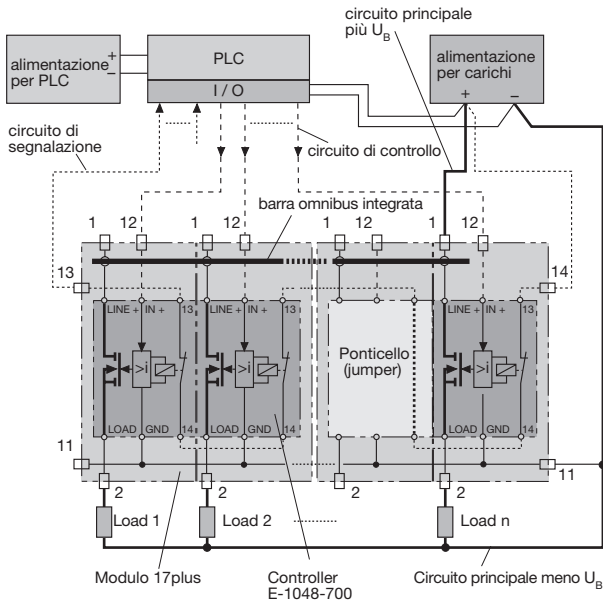 circuito principale
più UB
alimentazione
per PLC
+
−
PLC
I / O
alimentazione
per carichi
+ −
circuito di
segnalazione
circuito di controllo
barra omnibus integrata
1 12 1 12 1 12 1 12
13
14
LINE + IN + 13
LINE + IN + 13
LINE + IN + 13
>i
>i
Ponticello
(jumper)
>i
LOAD GND 14
LOAD GND 14
LOAD GND 14
11
11
2 2 2 2
Load 1
Load 2
Load n
Modulo 17plus
Controller
E-1048-700
Circuito principale meno UB